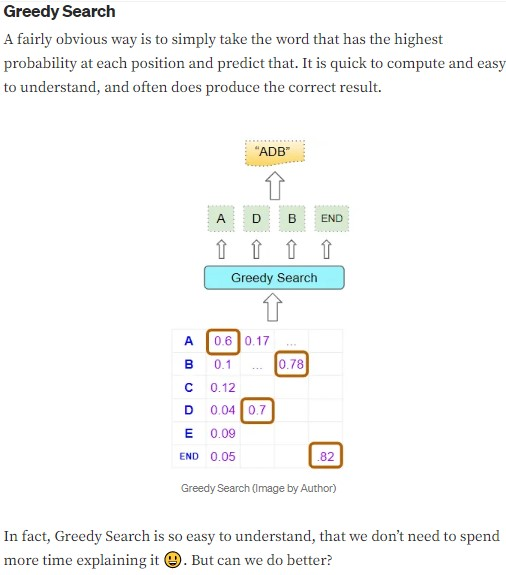 Greedy Search
A fairly obvious way is to simply take the word that has the highest
probability at each position and predict that. It is quick to compute and easy
to understand, and often does produce the correct result.
"ADB"
A D B END
Greedy Search
A 0.6 0.17 ...
B 0.1 ... 0.78
C 0.12
D 0.04 0.7
E 0.09
END 0.05 .82
Greedy Search (Image by Author)
In fact, Greedy Search is so easy to understand, that we don't need to spend
more time explaining it 😃. But can we do better?